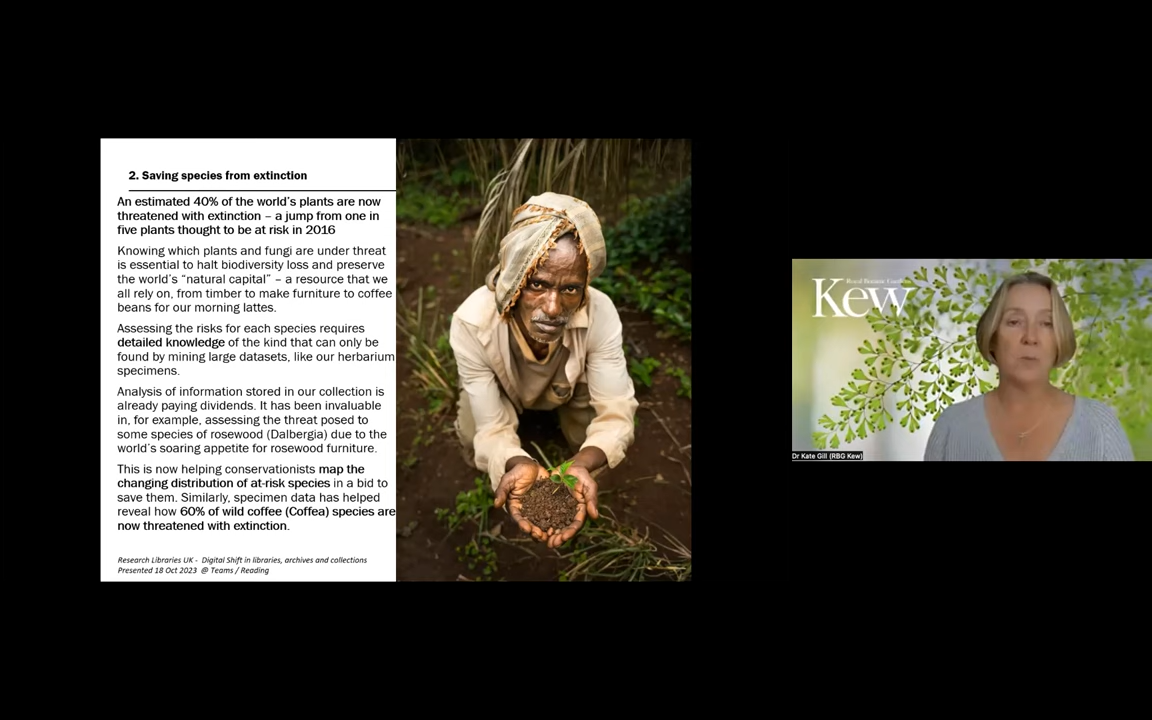 2. Saving species from extinction
An estimated 40% of the world's plants are now
threatened with extinction – a jump from one in
five plants thought to be at risk in 2016
Knowing which plants and fungi are under threat
is essential to halt biodiversity loss and preserve
the world's “natural capital” – a resource that we
all rely on, from timber to make furniture to coffee
beans for our morning lattes.
Assessing the risks for each species requires
detailed knowledge of the kind that can only be
found by mining large datasets, like our herbarium
specimens.
Analysis of information stored in our collection is
already paying dividends. It has been invaluable
in, for example, assessing the threat posed to
some species of rosewood (Dalbergia) due to the
world's soaring appetite for rosewood furniture.
This is now helping conservationists map the
changing distribution of at-risk species in a bid to
save them. Similarly, specimen data has helped
reveal how 60% of wild coffee (Coffea) species are
now threatened with extinction.
Research Libraries UK - Digital Shift in libraries, archives and collections
Presented 18 Oct 2023 @ Teams / Reading
Royal Botanic Gardens
Kew
Dr Kate Gill (RBG Kew)